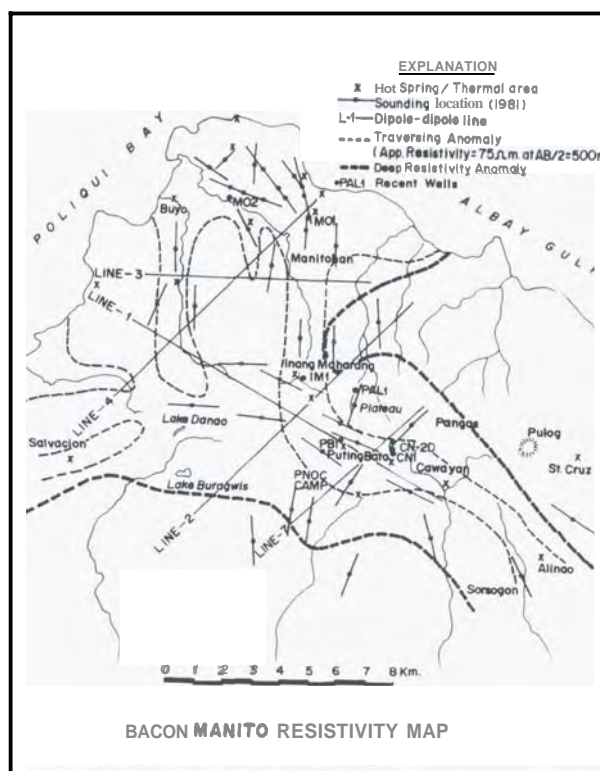 EXPLANATION
x Hot Spring / Thermal area
Sounding location (1981)
L-1 Dipole-dipole line
Traversing Anomaly
(App. Resistivity = 75Ω.m. at AB/2 = 500m
Deep Resistivity Anomaly
PAL1 Recent Wells
POLIQUI BAY
ALBAY GULF
MO2
Buyo
MO1
Manitohan
LINE-3
LINE-1
Inang Maharang
IM1
PAL1
Plateau
LINE-4
Lake Danao
Pangas
Pulog
Salvacion
PB1
CN-2D
Puting Bato
CN1
St. Cruz
Cawayan
Lake Buragwis
PNOC
CAMP
LINE-2
LINE-7
Alinao
Sorsogon
0 1 2 3 4 5 6 7 8 Km.
BACON MANITO RESISTIVITY MAP